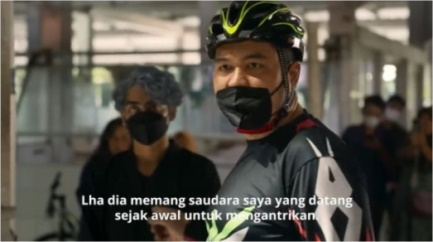 Lha dia memang saudara saya yang datang
sejak awal untuk mengantrikan.